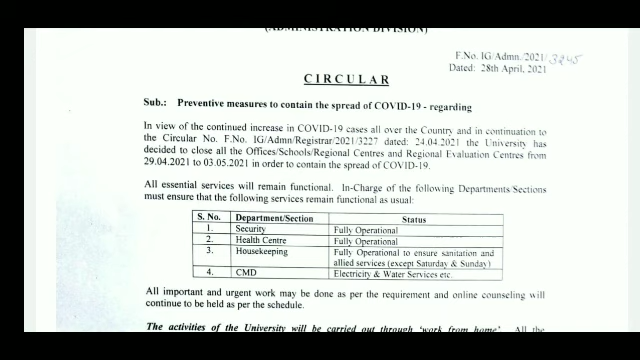 (ADMINISTRATION DIVISION)
F.No. IG/Admn./2021/3245
Dated: 28th April, 2021
CIRCULAR
Sub.: Preventive measures to contain the spread of COVID-19 - regarding
In view of the continued increase in COVID-19 cases all over the Country and in continuation to
the Circular No. F.No. IG/Admn/Registrar/2021/3227 dated: 24.04.2021 the University has
decided to close all the Offices/Schools/Regional Centres and Regional Evaluation Centres from
29.04.2021 to 03.05.2021 in order to contain the spread of COVID-19.
All essential services will remain functional. In-Charge of the following Departments/Sections
must ensure that the following services remain functional as usual:
S. No. Department/Section Status
1. Security Fully Operational
2. Health Centre Fully Operational
3. Housekeeping Fully Operational to ensure sanitation and
allied services (except Saturday & Sunday)
4. CMD Electricity & Water Services etc.
All important and urgent work may be done as per the requirement and online counseling will
continue to be held as per the schedule.
The activities of the University will be carried out through 'work from home'. All the